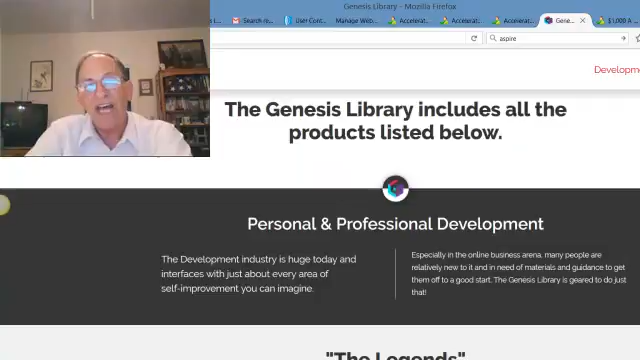 Genesis Library - Mozilla Firefox
Search re
User Cont...
Manage Web...
Accelerat...
Accelerat...
Accelerat...
Gene...
$1,000 A
aspire
Developm
The Genesis Library includes all the
products listed below.
Personal & Professional Development
The Development industry is huge today and
interfaces with just about every area of
self-improvement you can imagine.
Especially in the online business arena, many people are
relatively new to it and in need of materials and guidance to get
them off to a good start. The Genesis Library is geared to do just
that!
"The Legends"